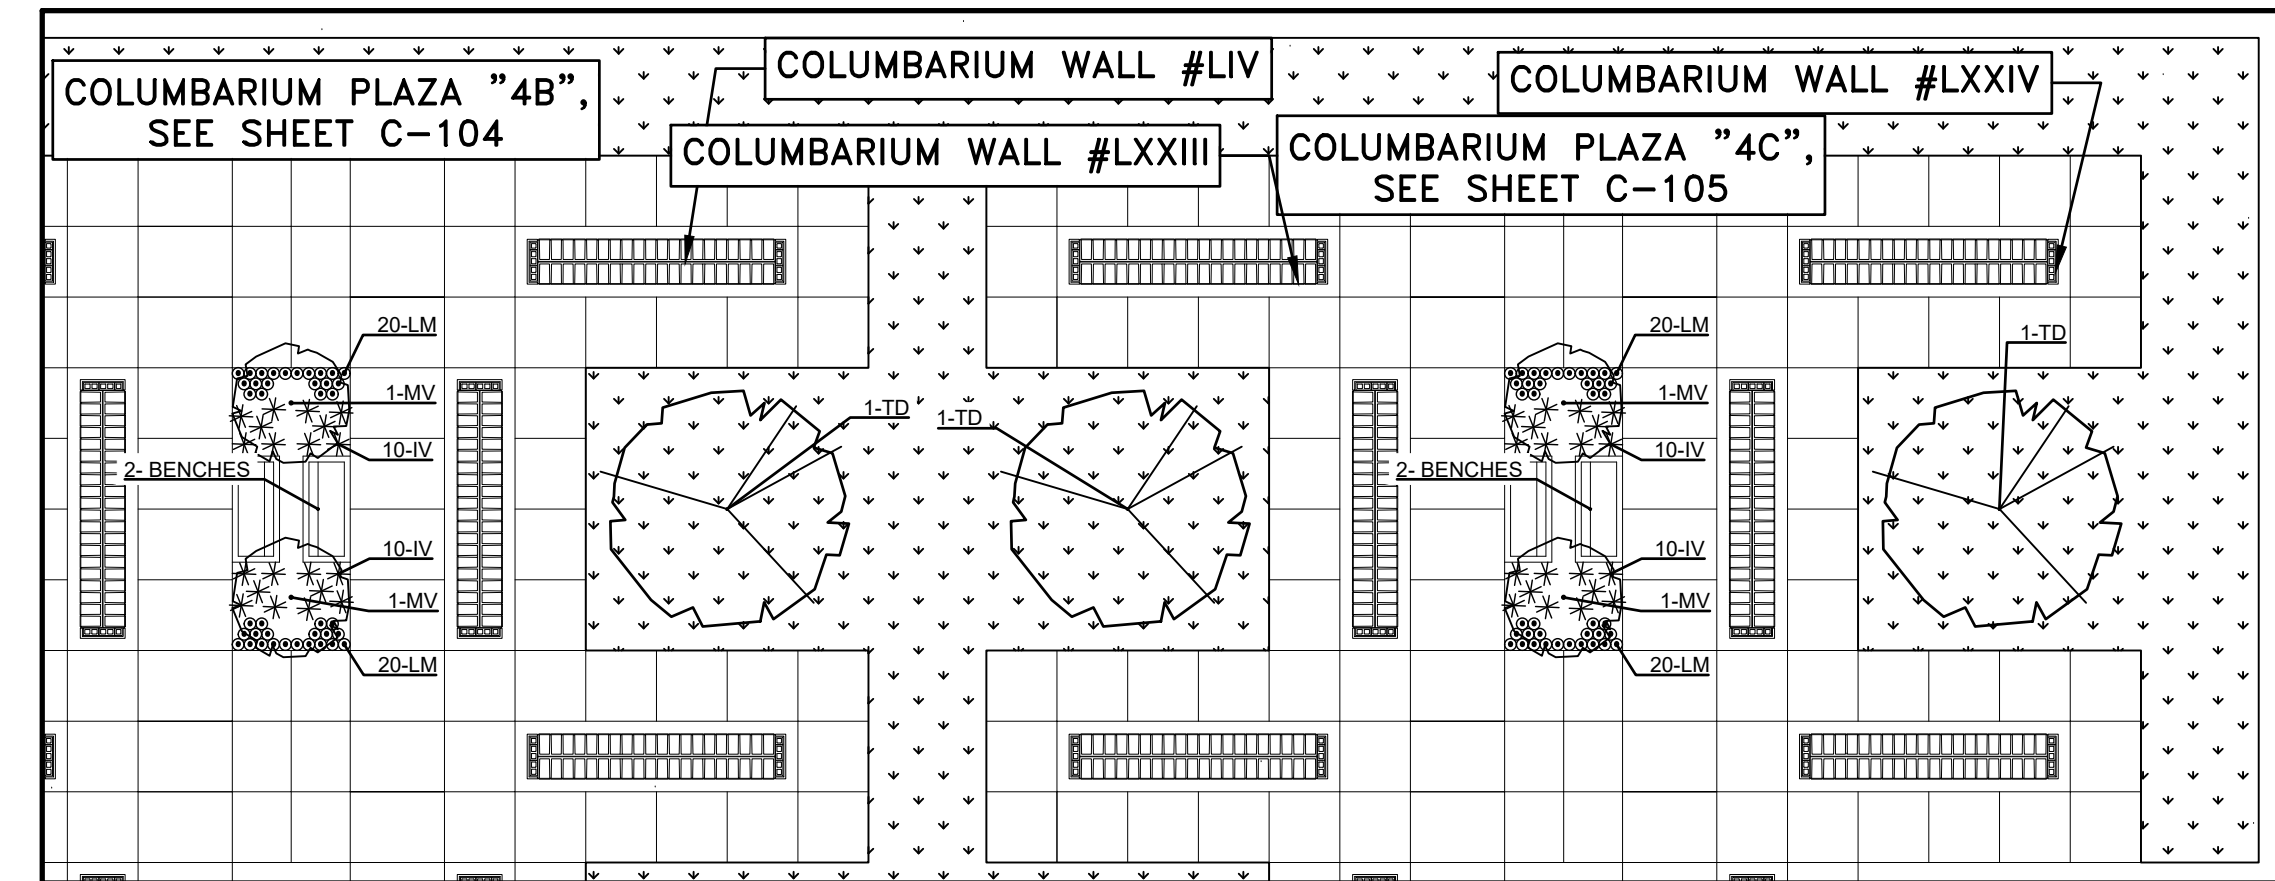 COLUMBARIUM WALL #LIV
COLUMBARIUM WALL #LXXIV
COLUMBARIUM PLAZA "4B",
SEE SHEET C-104
COLUMBARIUM WALL #LXXIII
COLUMBARIUM PLAZA "4C",
SEE SHEET C-105
20-LM
1-MV
10-IV
2- BENCHES
10-IV
1-MV
20-LM
1-TD
1-TD
20-LM
1-MV
10-IV
2- BENCHES
10-IV
1-MV
20-LM
1-TD